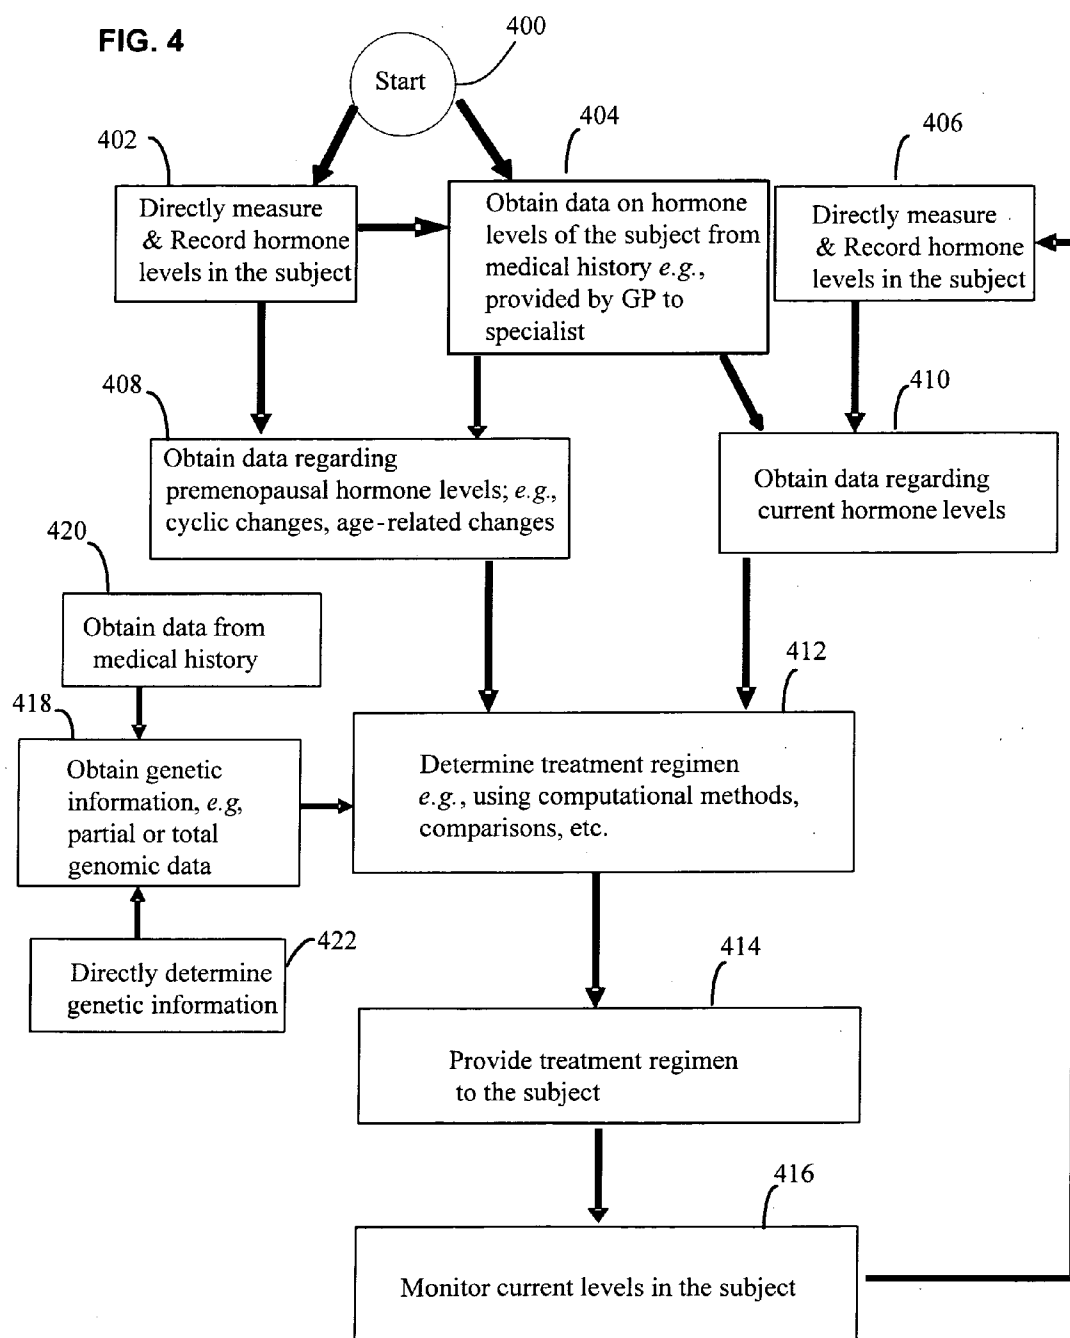 FIG. 4
400
Start
402
404
406
Directly measure
& Record hormone
levels in the subject
Obtain data on hormone
levels of the subject from
medical history e.g.,
provided by GP to
specialist
Directly measure
& Record hormone
levels in the subject
408
410
Obtain data regarding
premenopausal hormone levels; e.g.,
cyclic changes, age-related changes
Obtain data regarding
current hormone levels
420
Obtain data from
medical history
412
418
Obtain genetic
information, e.g,
partial or total
genomic data
Determine treatment regimen
e.g., using computational methods,
comparisons, etc.
422
Directly determine
genetic information
414
Provide treatment regimen
to the subject
416
Monitor current levels in the subject